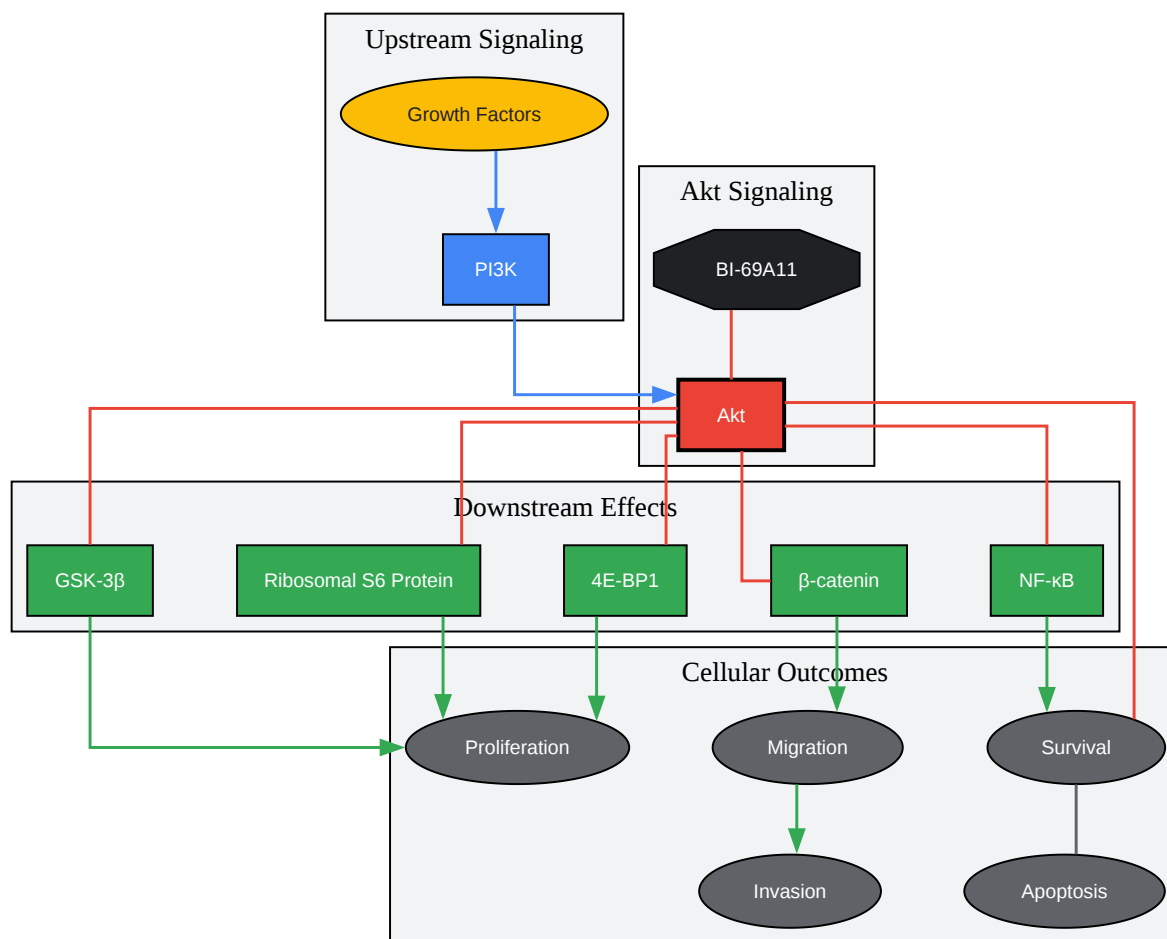 Upstream Signaling
Growth Factors
PI3K
Akt Signaling
BI-69A11
Akt
Downstream Effects
GSK-3β
Ribosomal S6 Protein
4E-BP1
β-catenin
NF-κB
Cellular Outcomes
Proliferation
Migration
Survival
Invasion
Apoptosis